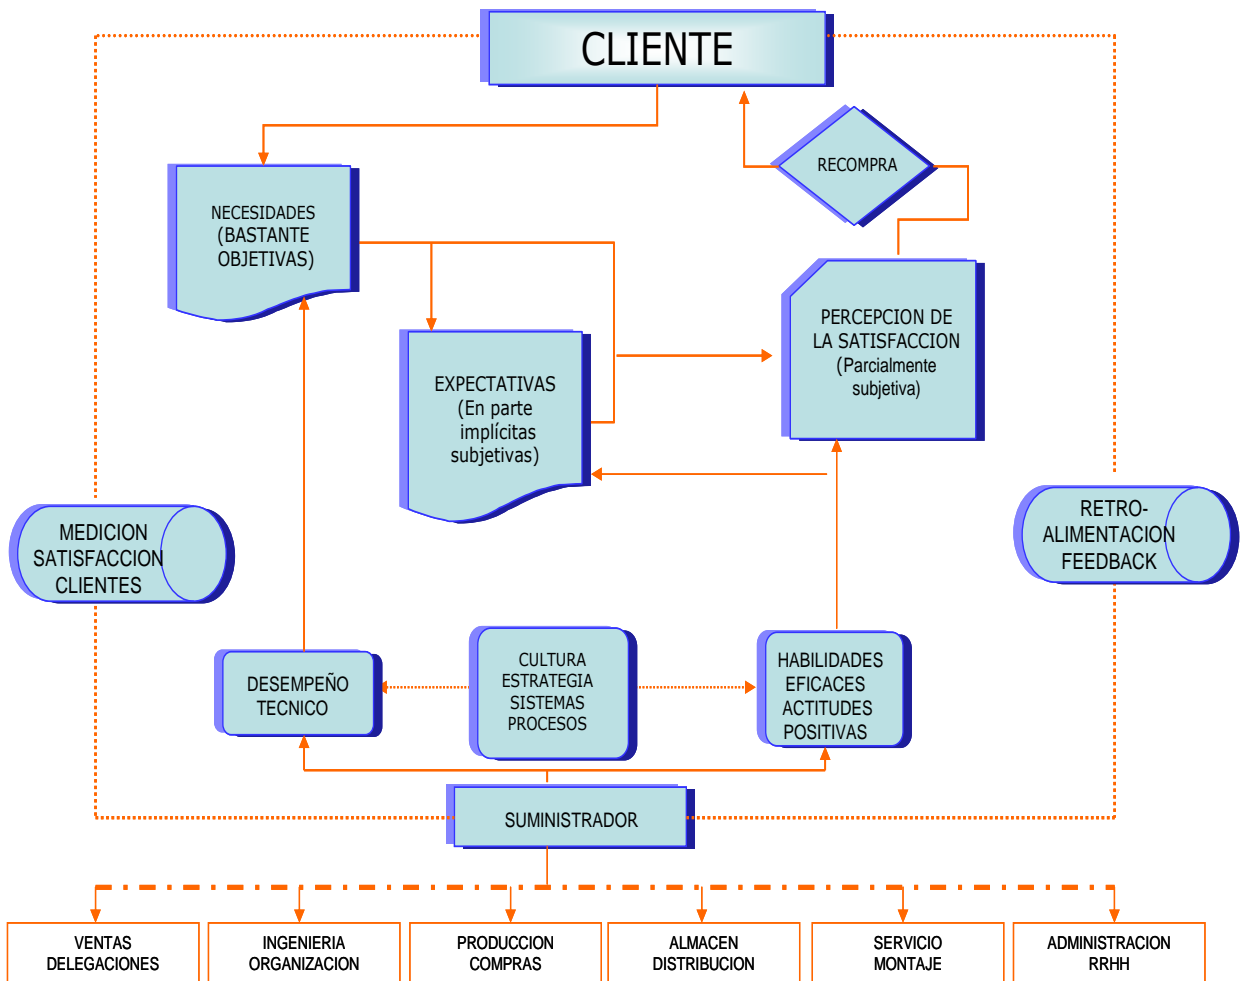 CLIENTE
RECOMPRA
NECESIDADES
(BASTANTE
OBJETIVAS)
PERCEPCION DE
LA SATISFACCION
(Parcialmente
subjetiva)
EXPECTATIVAS
(En parte
implícitas
subjetivas)
MEDICION
SATISFACCION
CLIENTES
RETRO-
ALIMENTACION
FEEDBACK
DESEMPEÑO
TECNICO
CULTURA
ESTRATEGIA
SISTEMAS
PROCESOS
HABILIDADES
EFICACES
ACTITUDES
POSITIVAS
SUMINISTRADOR
VENTAS
DELEGACIONES
INGENIERIA
ORGANIZACION
PRODUCCION
COMPRAS
ALMACEN
DISTRIBUCION
SERVICIO
MONTAJE
ADMINISTRACION
RRHH